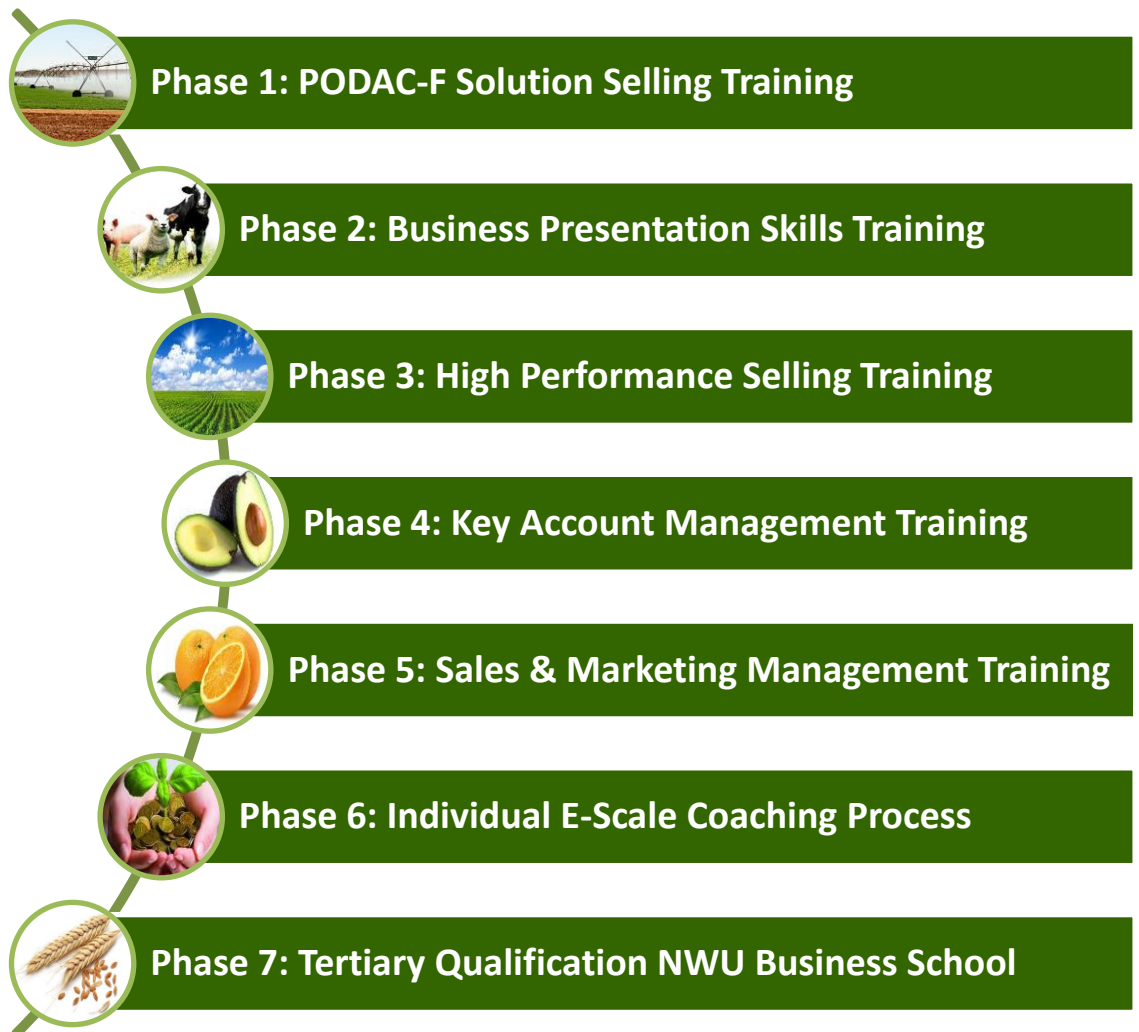 Phase 1: PODAC-F Solution Selling Training
Phase 2: Business Presentation Skills Training
Phase 3: High Performance Selling Training
Phase 4: Key Account Management Training
Phase 5: Sales & Marketing Management Training
Phase 6: Individual E-Scale Coaching Process
Phase 7: Tertiary Qualification NWU Business School